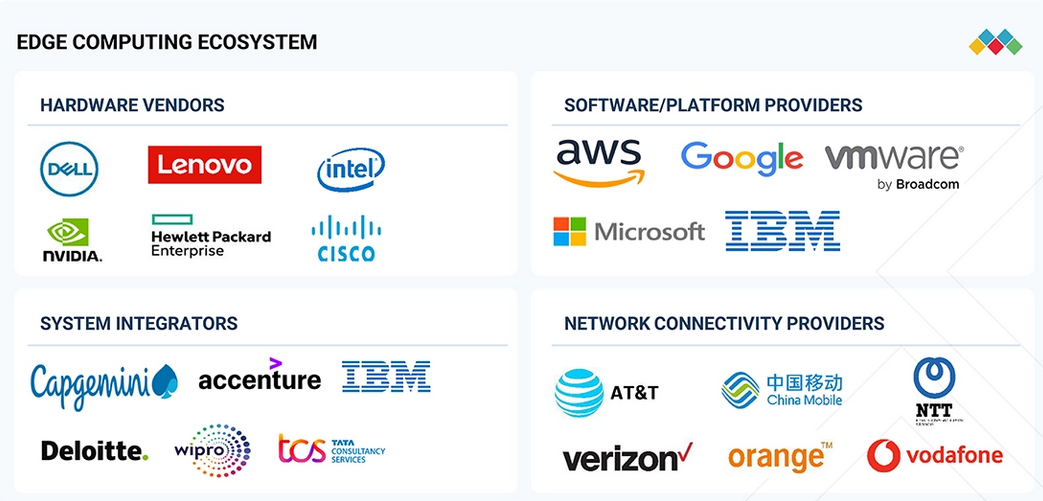 EDGE COMPUTING ECOSYSTEM
HARDWARE VENDORS
DELL
Lenovo
intel
NVIDIA.
Hewlett Packard
Enterprise
CISCO
SOFTWARE/PLATFORM PROVIDERS
aws
Google
vmware®
by Broadcom
Microsoft
IBM
SYSTEM INTEGRATORS
Capgemini
accenture
IBM
Deloitte.
wipro
tcs
TATA
CONSULTANCY
SERVICES
NETWORK CONNECTIVITY PROVIDERS
AT&T
中国移动
China Mobile
NTT
verizon
orange™
vodafone